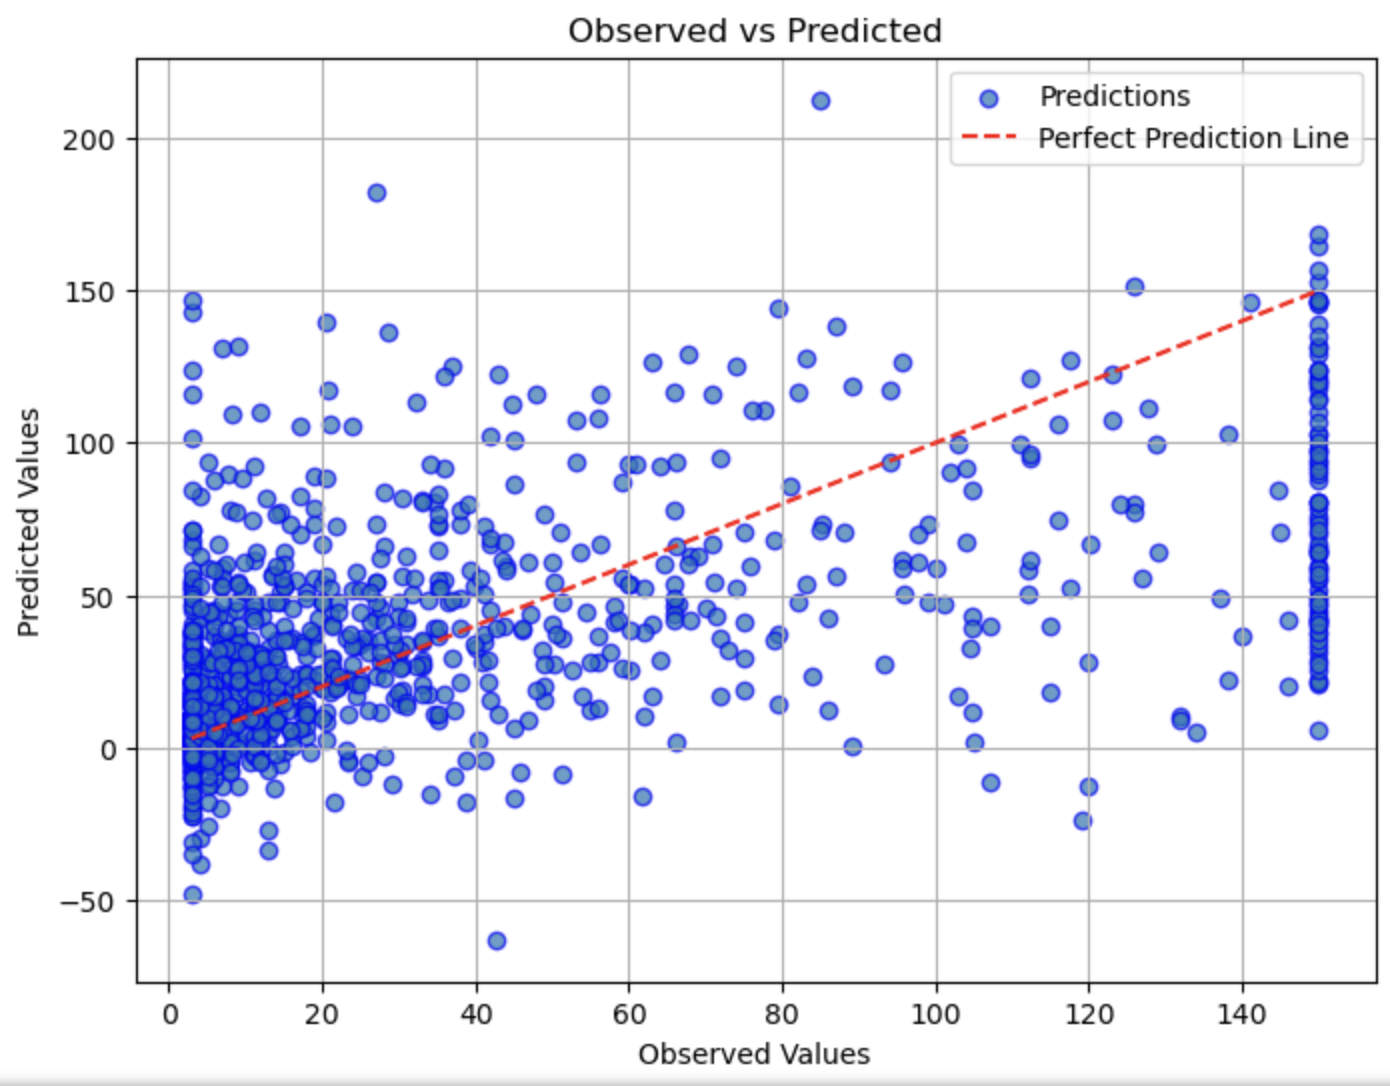 Observed vs Predicted
Predictions
Perfect Prediction Line
200
150
100
50
0
−50
Predicted Values
0 20 40 60 80 100 120 140
Observed Values